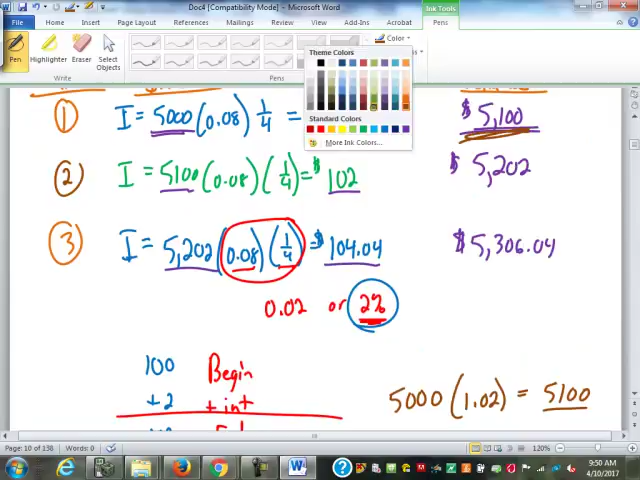 Doc4 [Compatibility Mode] - Microsoft Word
Ink Tools
File Home Insert Page Layout References Mailings Review View Add-Ins Acrobat Pens
Pen Highlighter Eraser Select Objects
Color
Write
Theme Colors
Standard Colors
More Ink Colors...
① I = 5000 (0.08) 1/4 = $5,100
② I = 5100 (0.08) (1/4) = $102 $5,202
③ I = 5,202 (0.08) (1/4) = $104.04 $5,306.04
0.02 or 2%
100 Begin
+2 + int
5000 (1.02) = 5100
Page: 10 of 138 Words: 0 120%
9:50 AM
4/10/2017